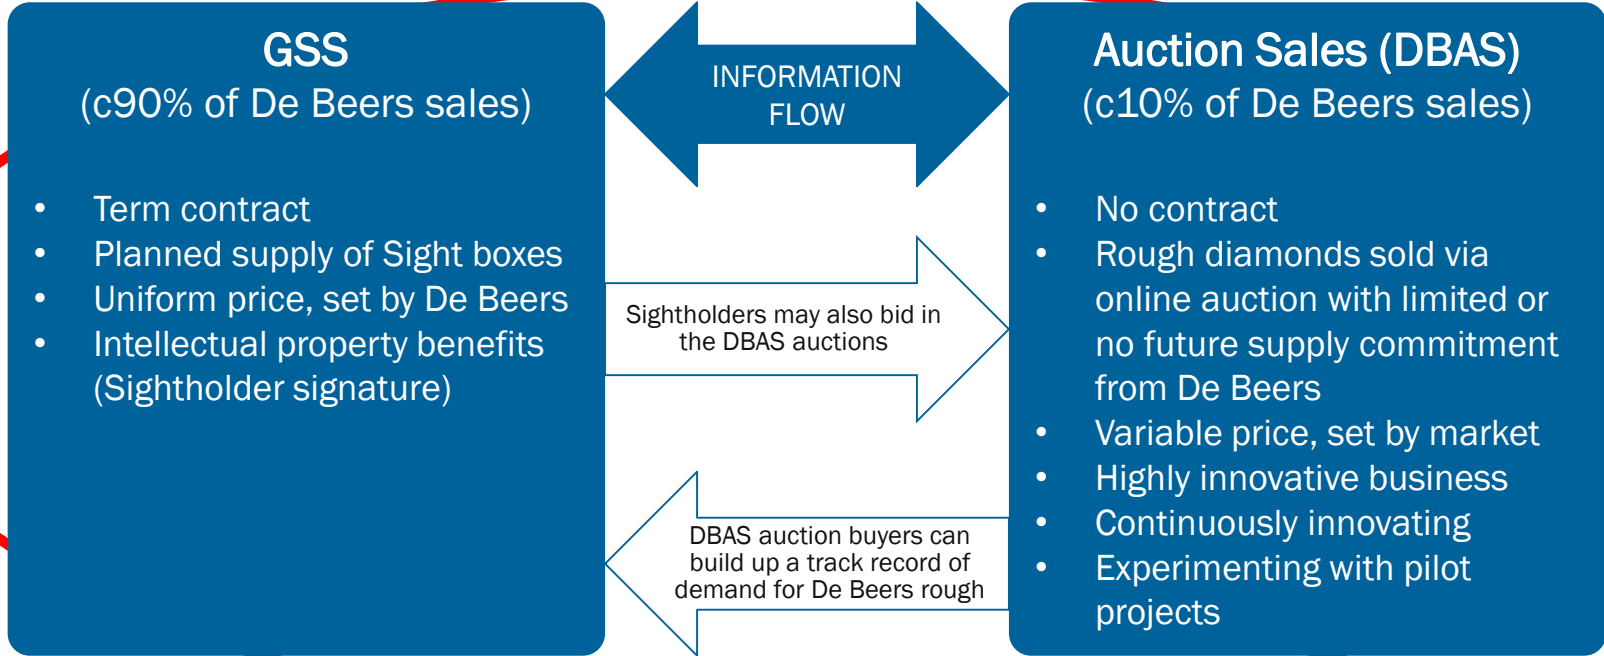 GSS
(c90% of De Beers sales)
• Term contract
• Planned supply of Sight boxes
• Uniform price, set by De Beers
• Intellectual property benefits
(Sightholder signature)
INFORMATION
FLOW
Sightholders may also bid in
the DBAS auctions
DBAS auction buyers can
build up a track record of
demand for De Beers rough
Auction Sales (DBAS)
(c10% of De Beers sales)
• No contract
• Rough diamonds sold via
online auction with limited or
no future supply commitment
from De Beers
• Variable price, set by market
• Highly innovative business
• Continuously innovating
• Experimenting with pilot
projects